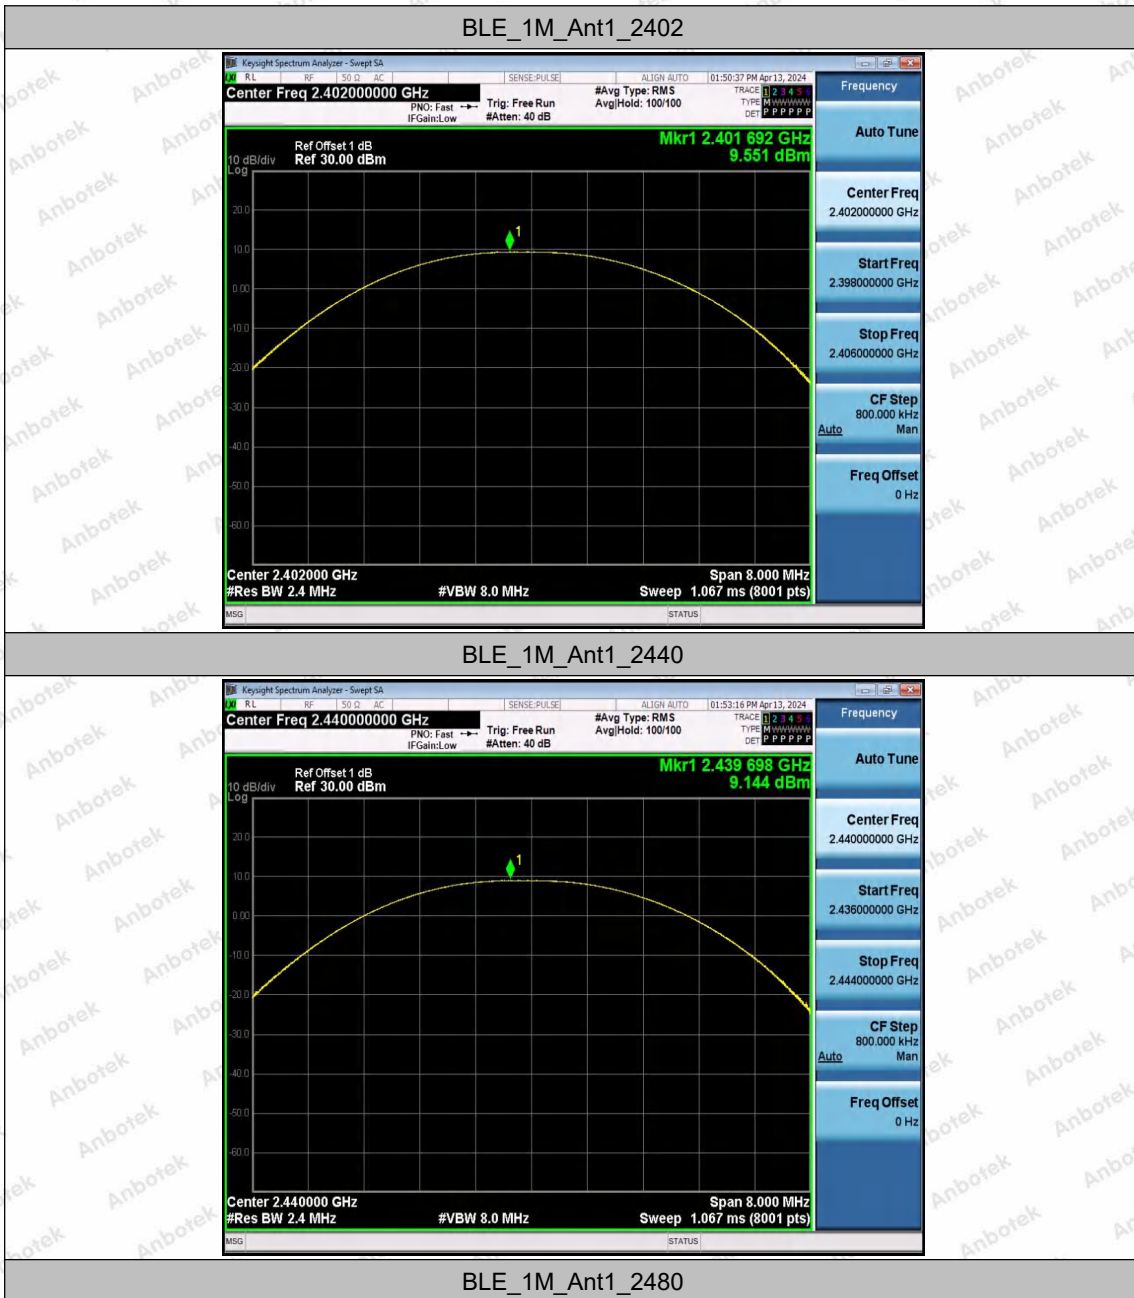 BLE_1M_Ant1_2402
Keysight Spectrum Analyzer - Swept SA
RL RF 50 Ω AC SENSE:PULSE ALIGN AUTO 01:50:37 PM Apr 13, 2024
Center Freq 2.402000000 GHz
PNO: Fast
IFGain:Low
Trig: Free Run
#Atten: 40 dB
#Avg Type: RMS
Avg|Hold: 100/100
TRACE 1 2 3 4 5 6
TYPE M WWWWW
DET P P P P P P
Frequency
Auto Tune
Center Freq
2.402000000 GHz
Start Freq
2.398000000 GHz
Stop Freq
2.406000000 GHz
CF Step
800.000 kHz
Auto Man
Freq Offset
0 Hz
Mkr1 2.401 692 GHz
9.551 dBm
Ref Offset 1 dB
10 dB/div Ref 30.00 dBm
Log
20.0
10.0
0.00
-10.0
-20.0
-30.0
-40.0
-50.0
-60.0
1
Center 2.402000 GHz Span 8.000 MHz
#Res BW 2.4 MHz #VBW 8.0 MHz Sweep 1.067 ms (8001 pts)
MSG STATUS
BLE_1M_Ant1_2440
Keysight Spectrum Analyzer - Swept SA
RL RF 50 Ω AC SENSE:PULSE ALIGN AUTO 01:53:16 PM Apr 13, 2024
Center Freq 2.440000000 GHz
PNO: Fast
IFGain:Low
Trig: Free Run
#Atten: 40 dB
#Avg Type: RMS
Avg|Hold: 100/100
TRACE 1 2 3 4 5 6
TYPE M WWWWW
DET P P P P P P
Frequency
Auto Tune
Center Freq
2.440000000 GHz
Start Freq
2.436000000 GHz
Stop Freq
2.444000000 GHz
CF Step
800.000 kHz
Auto Man
Freq Offset
0 Hz
Mkr1 2.439 698 GHz
9.144 dBm
Ref Offset 1 dB
10 dB/div Ref 30.00 dBm
Log
20.0
10.0
0.00
-10.0
-20.0
-30.0
-40.0
-50.0
-60.0
1
Center 2.440000 GHz Span 8.000 MHz
#Res BW 2.4 MHz #VBW 8.0 MHz Sweep 1.067 ms (8001 pts)
MSG STATUS
BLE_1M_Ant1_2480